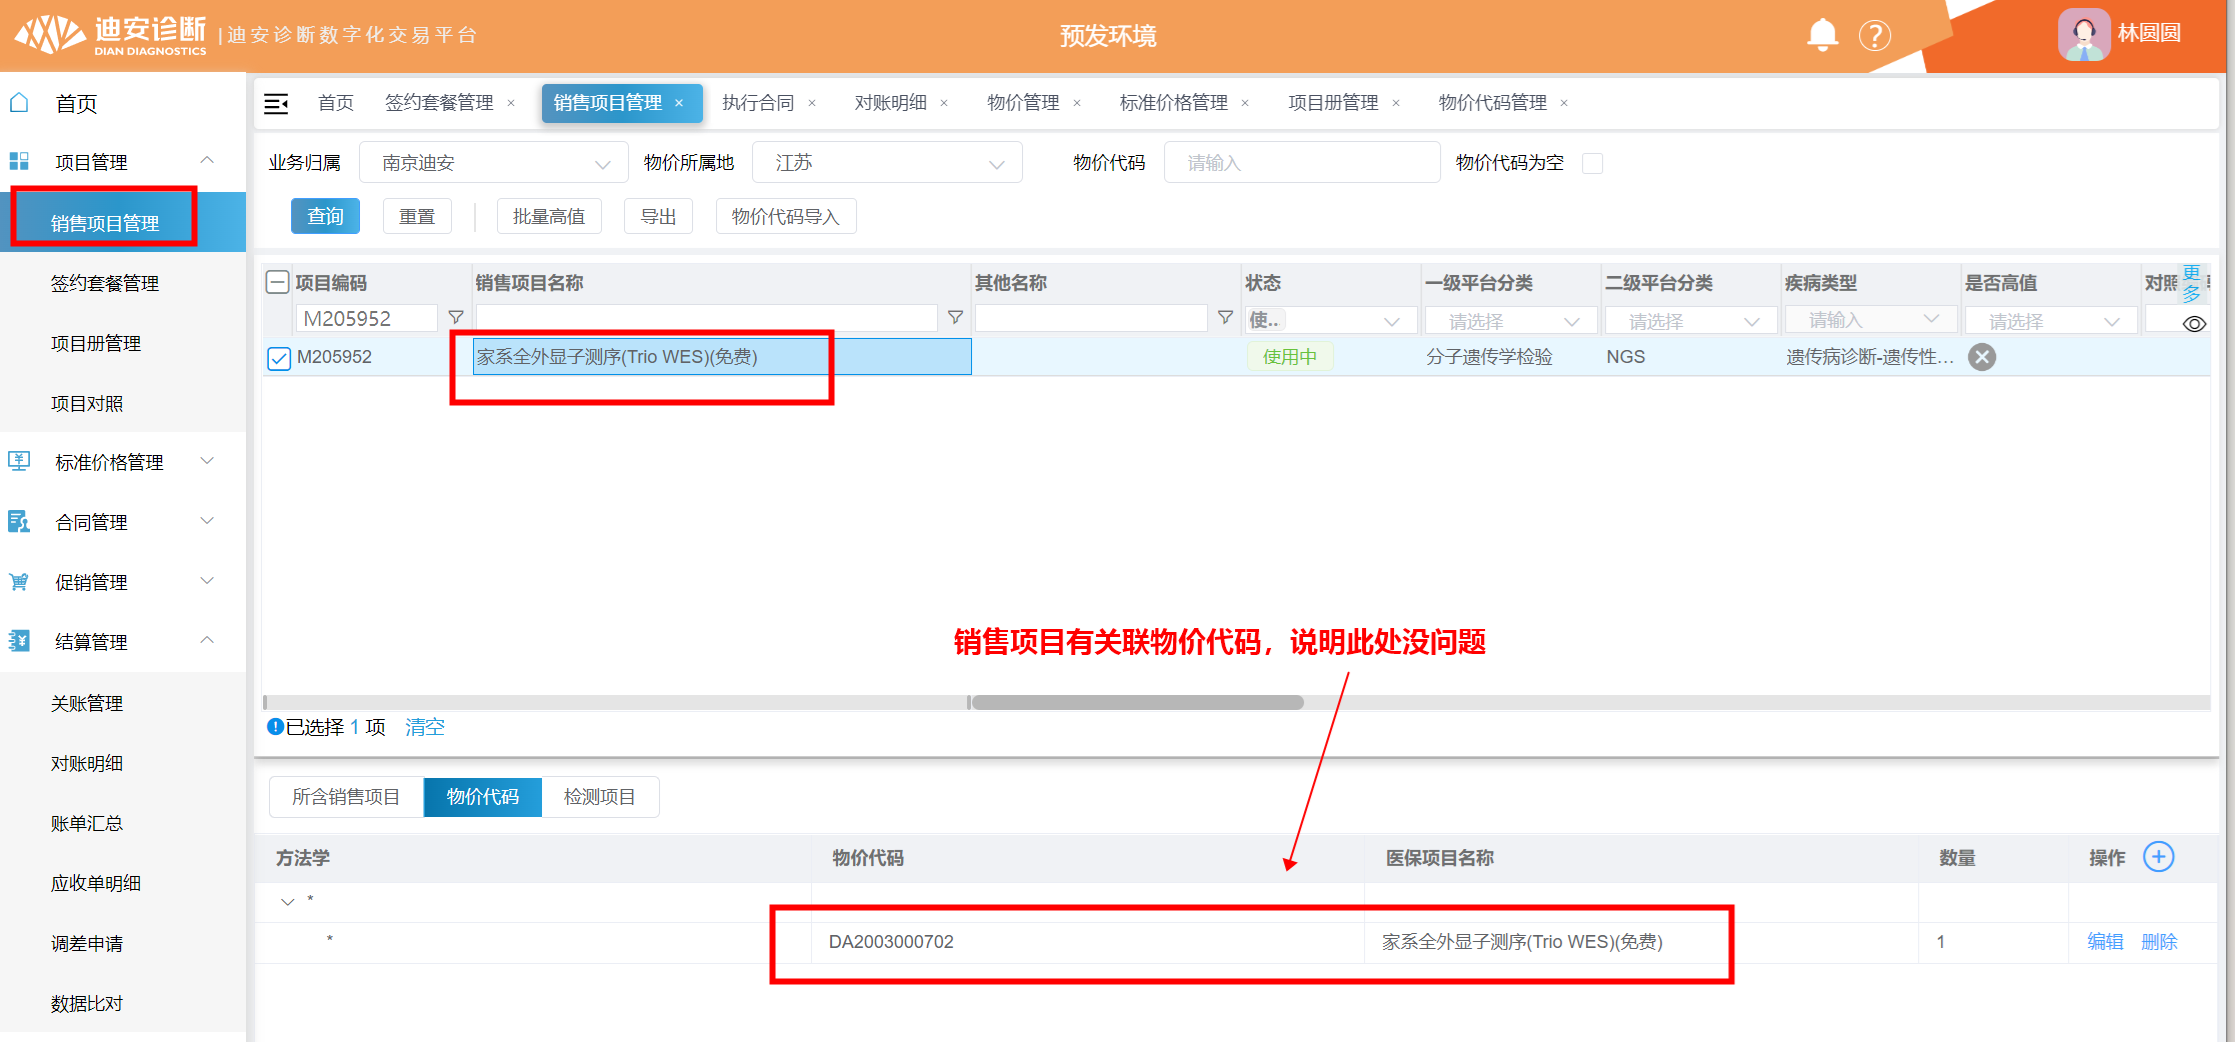 迪安诊断
DIAN DIAGNOSTICS
|迪安诊断数字化交易平台
预发环境
?
林圆圆
首页
项目管理
销售项目管理
签约套餐管理
项目册管理
项目对照
标准价格管理
合同管理
促销管理
结算管理
关账管理
对账明细
账单汇总
应收单明细
调差申请
数据比对
首页 签约套餐管理 × 销售项目管理 × 执行合同 × 对账明细 × 物价管理 × 标准价格管理 × 项目册管理 × 物价代码管理 ×
业务归属 南京迪安 物价所属地 江苏 物价代码 请输入 物价代码为空
查询 重置 批量高值 导出 物价代码导入
项目编码 销售项目名称 其他名称 状态 一级平台分类 二级平台分类 疾病类型 是否高值 对照 更多
M205952 使.. 请选择 请选择 请输入 请选择
M205952 家系全外显子测序(Trio WES)(免费) 使用中 分子遗传学检验 NGS 遗传病诊断-遗传性...
销售项目有关联物价代码，说明此处没问题
已选择 1 项 清空
所含销售项目 物价代码 检测项目
方法学 物价代码 医保项目名称 数量 操作
*
* DA2003000702 家系全外显子测序(Trio WES)(免费) 1 编辑 删除